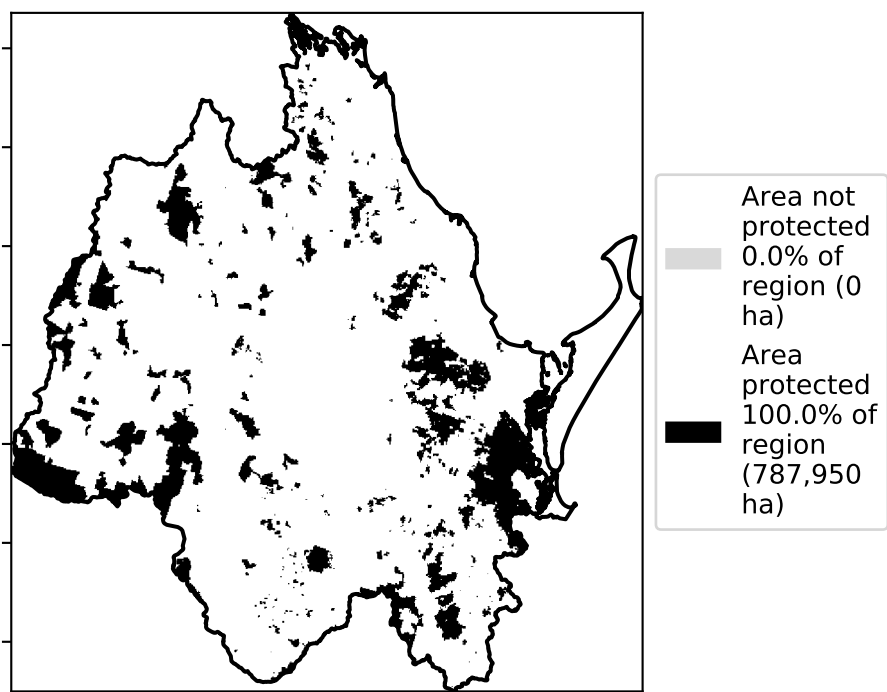 Area not
protected
0.0% of
region (0
ha)
Area
protected
100.0% of
region
(787,950
ha)